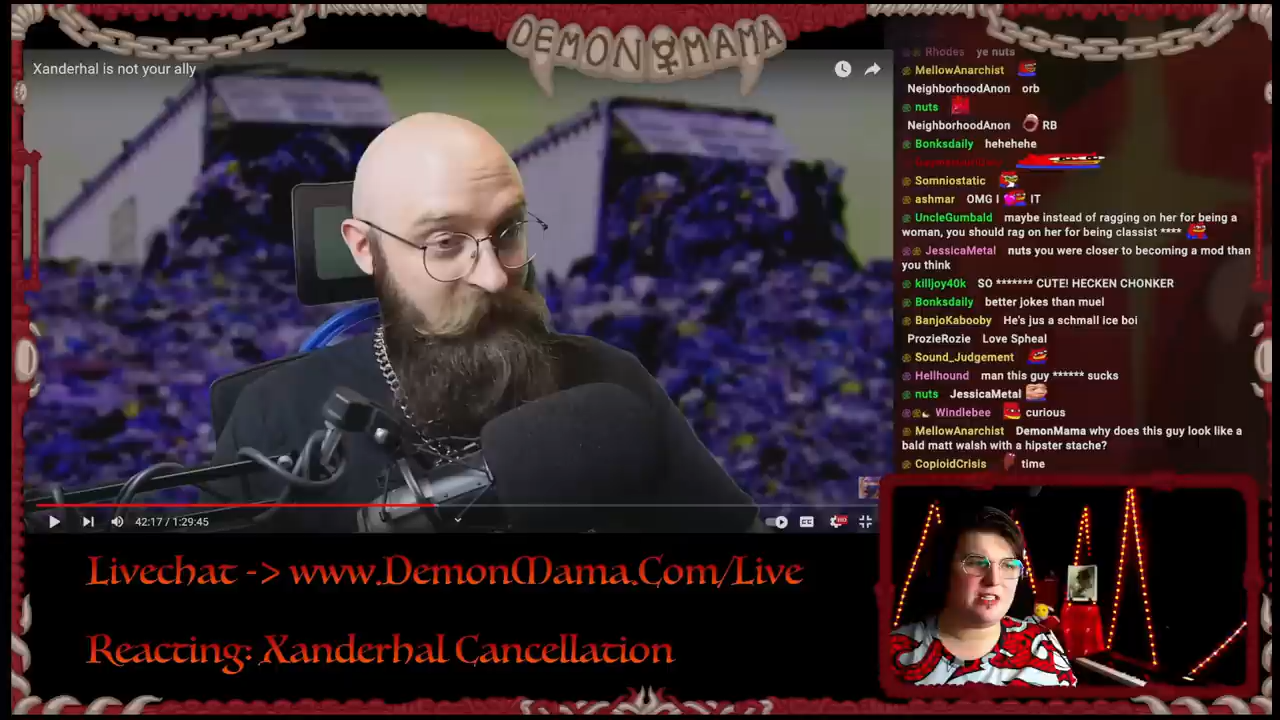 DEMON MAMA
Xanderhal is not your ally
42:17 / 1:29:45
Livechat -> www.DemonMama.Com/Live
Reacting: Xanderhal Cancellation
Rhodes ye nuts
MellowAnarchist
NeighborhoodAnon orb
nuts
NeighborhoodAnon RB
Bonksdaily hehehehe
Somniostatic
ashmar OMG I IT
UncleGumbald maybe instead of ragging on her for being a
woman, you should rag on her for being classist ****
JessicaMetal nuts you were closer to becoming a mod than
you think
killjoy40k SO ******* CUTE! HECKEN CHONKER
Bonksdaily better jokes than muel
BanjoKabooby He's jus a schmall ice boi
ProzieRozie Love Spheal
Sound_Judgement
Hellhound man this guy ****** sucks
nuts JessicaMetal
Windlebee curious
MellowAnarchist DemonMama why does this guy look like a
bald matt walsh with a hipster stache?
CopioidCrisis time